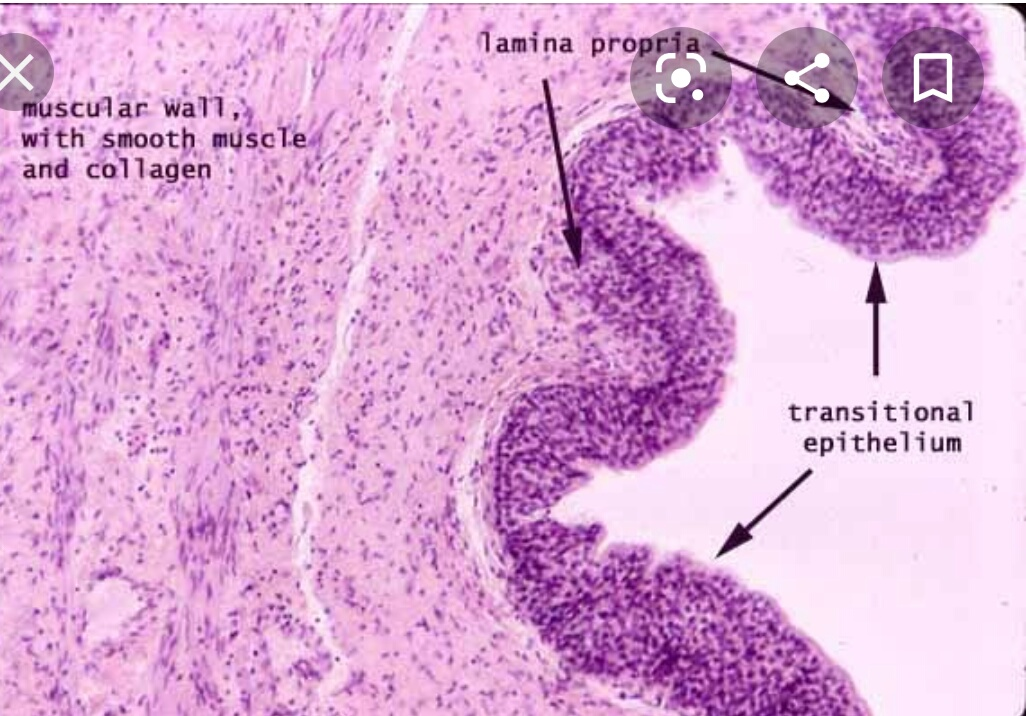 lamina propria
muscular wall,
with smooth muscle
and collagen
transitional
epithelium